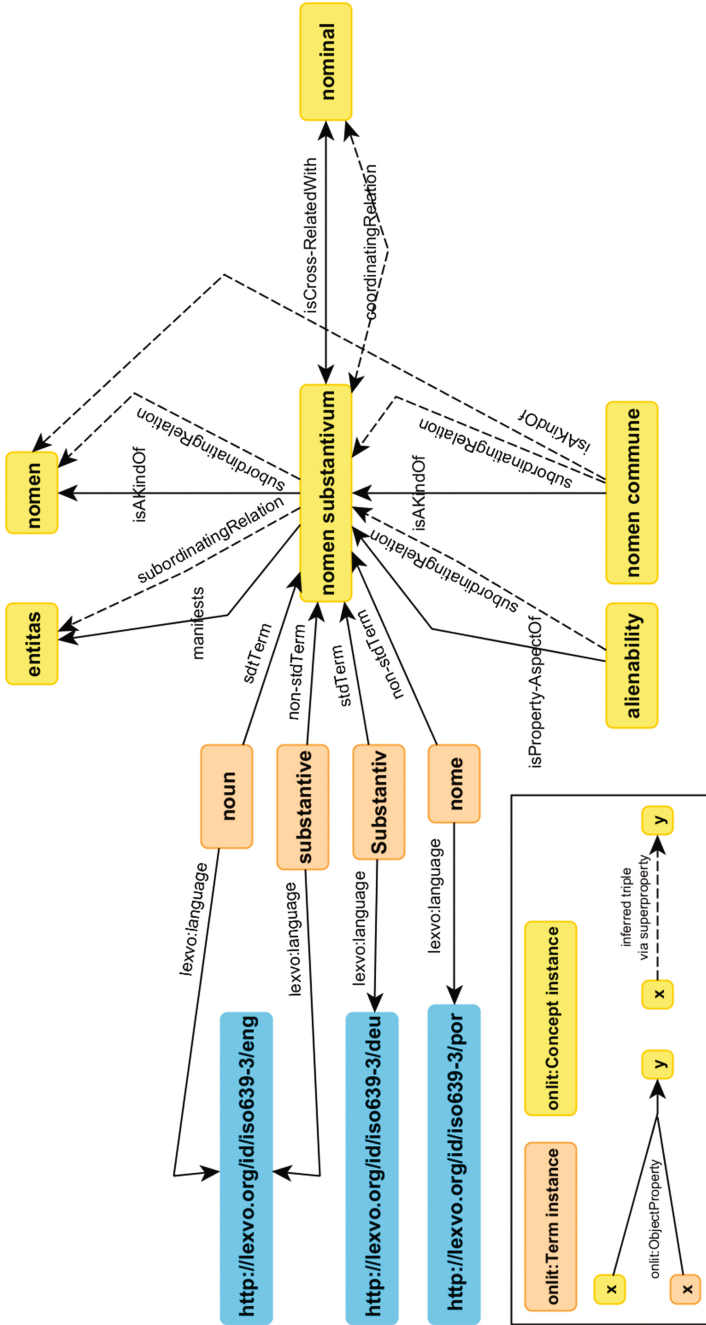 entitas
nomen
subordinatingRelation
manifests
isAKindOf
subordinatingRelation
noun
sdtTerm
lexvo:language
substantive
non-stdTerm
lexvo:language
http://lexvo.org/id/iso639-3/eng
nomen substantivum
isCross-RelatedWith
coordinatingRelation
nominal
Substantiv
stdTerm
lexvo:language
http://lexvo.org/id/iso639-3/deu
nome
non-stdTerm
lexvo:language
http://lexvo.org/id/iso639-3/por
subordinatingRelation
isProperty-AspectOf
isAKindOf
subordinatingRelation
isAKindOf
alienability
nomen commune
onlit:Term instance
onlit:Concept instance
x
x
onlit:ObjectProperty
y
x
inferred triple
via superproperty
y